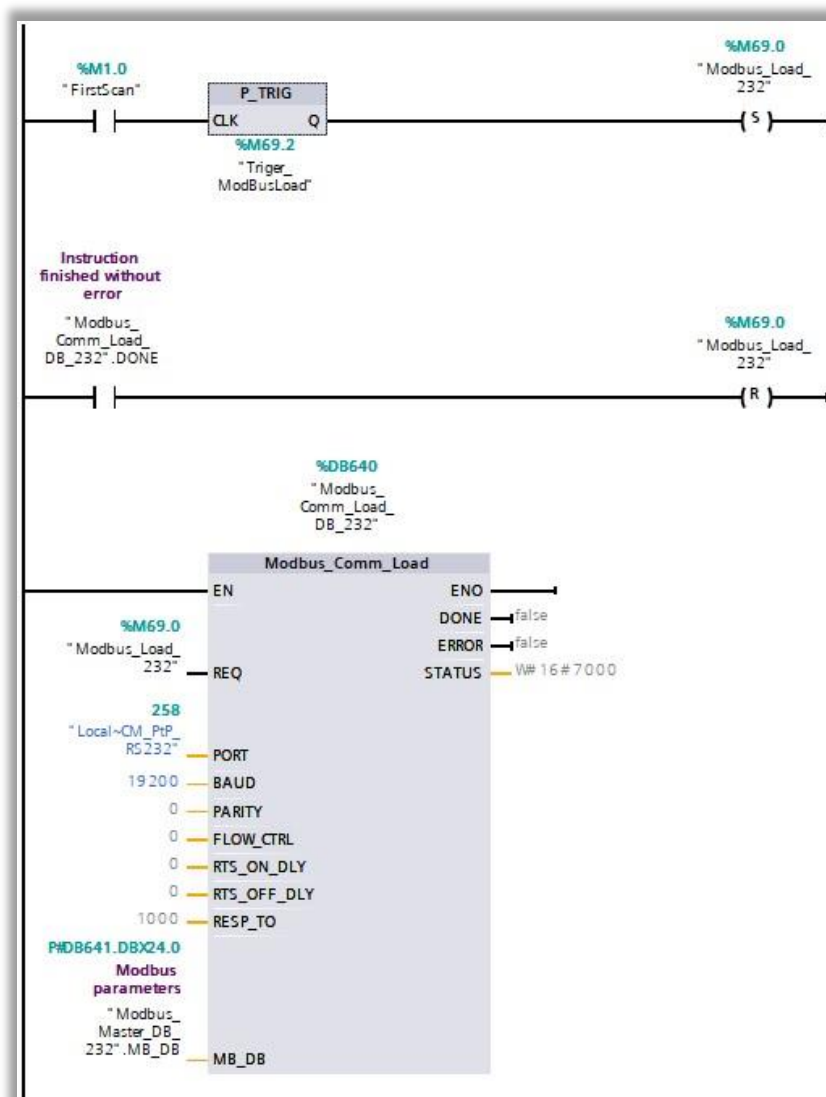 %M1.0
"FirstScan"
P_TRIG
CLK Q
%M69.2
"Triger_
ModBusLoad"
%M69.0
"Modbus_Load_
232"
S
Instruction
finished without
error
"Modbus_
Comm_Load_
DB_232".DONE
%M69.0
"Modbus_Load_
232"
R
%DB640
"Modbus_
Comm_Load_
DB_232"
Modbus_Comm_Load
EN ENO
DONE false
ERROR false
%M69.0
"Modbus_Load_
232" REQ STATUS W#16#7000
258
"Local~CM_PtP_
RS232" PORT
19200 BAUD
0 PARITY
0 FLOW_CTRL
0 RTS_ON_DLY
0 RTS_OFF_DLY
1000 RESP_TO
P#DB641.DBX24.0
Modbus
parameters
"Modbus_
Master_DB_
232".MB_DB MB_DB